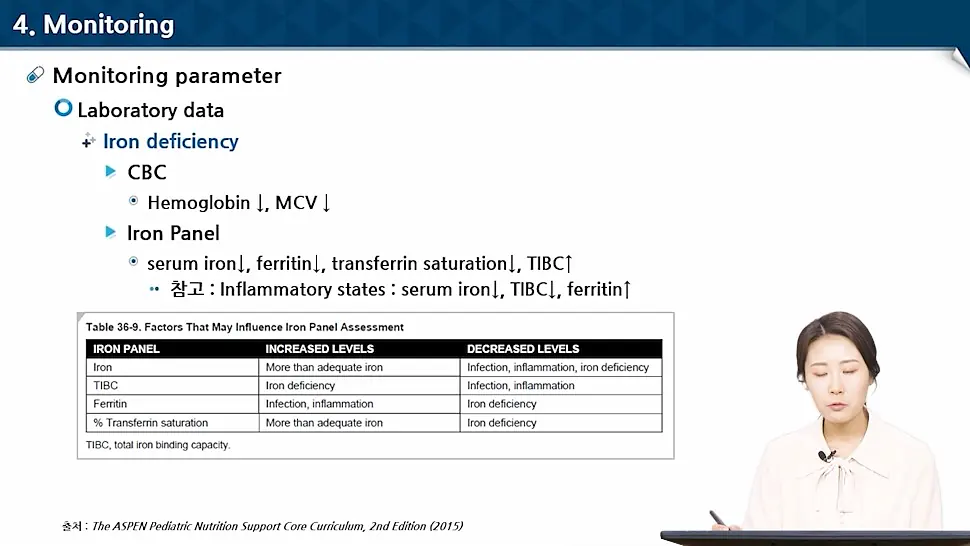 4. Monitoring
Monitoring parameter
Laboratory data
Iron deficiency
CBC
Hemoglobin ↓, MCV ↓
Iron Panel
serum iron↓, ferritin↓, transferrin saturation↓, TIBC↑
참고 : Inflammatory states : serum iron↓, TIBC↓, ferritin↑
Table 36-9. Factors That May Influence Iron Panel Assessment
IRON PANEL INCREASED LEVELS DECREASED LEVELS
Iron More than adequate iron Infection, inflammation, iron deficiency
TIBC Iron deficiency Infection, inflammation
Ferritin Infection, inflammation Iron deficiency
% Transferrin saturation More than adequate iron Iron deficiency
TIBC, total iron binding capacity.
출처 : The ASPEN Pediatric Nutrition Support Core Curriculum, 2nd Edition (2015)